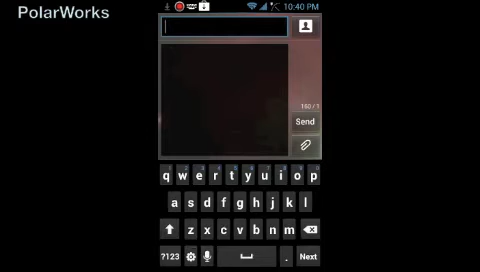 PolarWorks
10:40 PM
160 / 1
Send
q w e r t y u i o p
a s d f g h j k l
z x c v b n m
?123 . Next